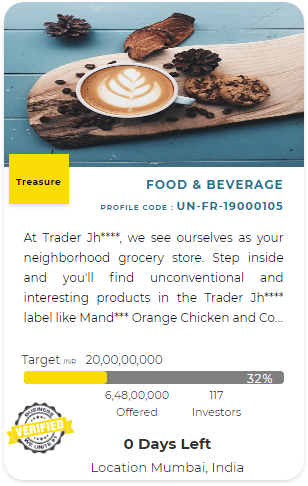 Treasure
FOOD & BEVERAGE
PROFILE CODE : UN-FR-19000105
At Trader Jh****, we see ourselves as your
neighborhood grocery store. Step inside
and you'll find unconventional and
interesting products in the Trader Jh****
label like Mand*** Orange Chicken and Co...
Target INR 20,00,00,000
32%
6,48,00,000 117
Offered Investors
VERIFIED
0 Days Left
Location Mumbai, India